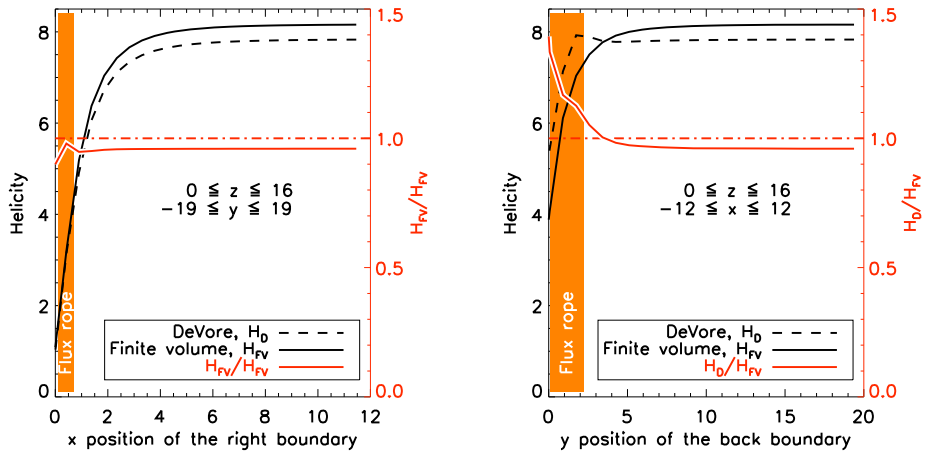 8
6
4
2
0
Helicity
1.5
1.0
0.5
0.0
H_FV/H_FV
0 ≦ z ≦ 16
−19 ≦ y ≦ 19
Flux rope
DeVore, H_D
Finite volume, H_FV
H_FV/H_FV
0 2 4 6 8 10 12
x position of the right boundary
8
6
4
2
0
Helicity
1.5
1.0
0.5
0.0
H_D/H_FV
0 ≦ z ≦ 16
−12 ≦ x ≦ 12
Flux rope
DeVore, H_D
Finite volume, H_FV
H_D/H_FV
0 5 10 15 20
y position of the back boundary